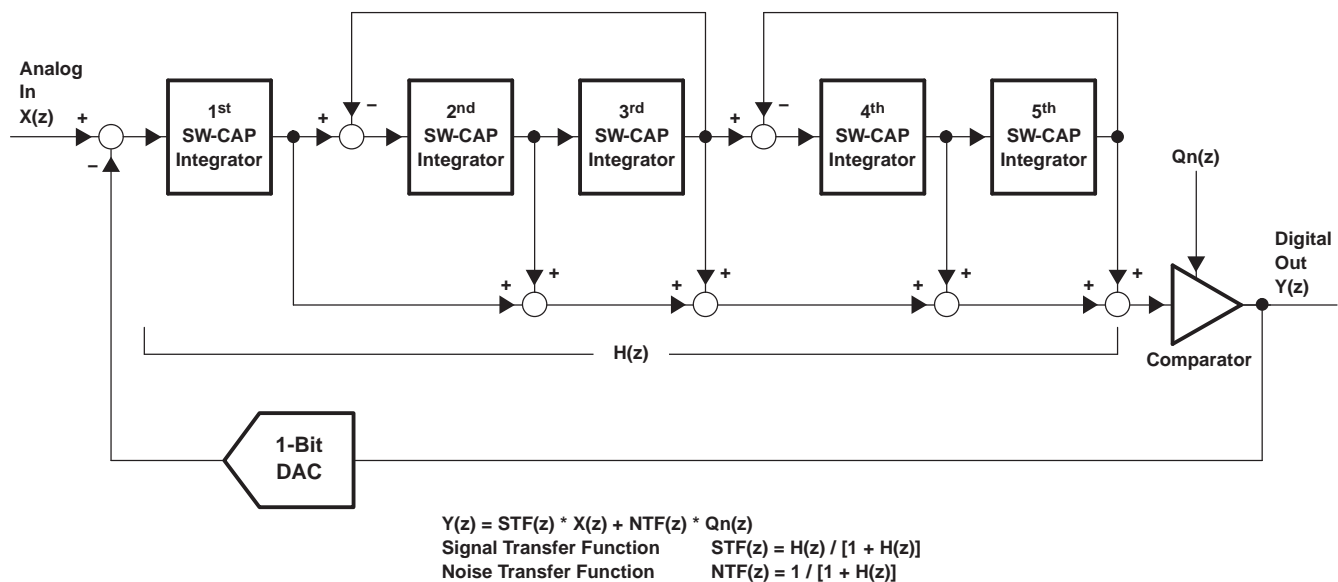 Analog
In
X(z)
+
−
1st
SW-CAP
Integrator
+
−
2nd
SW-CAP
Integrator
3rd
SW-CAP
Integrator
+
−
4th
SW-CAP
Integrator
5th
SW-CAP
Integrator
Qn(z)
Digital
Out
Y(z)
+
+
+
+
+
+
+
+
Comparator
H(z)
1-Bit
DAC
Y(z) = STF(z) * X(z) + NTF(z) * Qn(z)
Signal Transfer Function STF(z) = H(z) / [1 + H(z)]
Noise Transfer Function NTF(z) = 1 / [1 + H(z)]